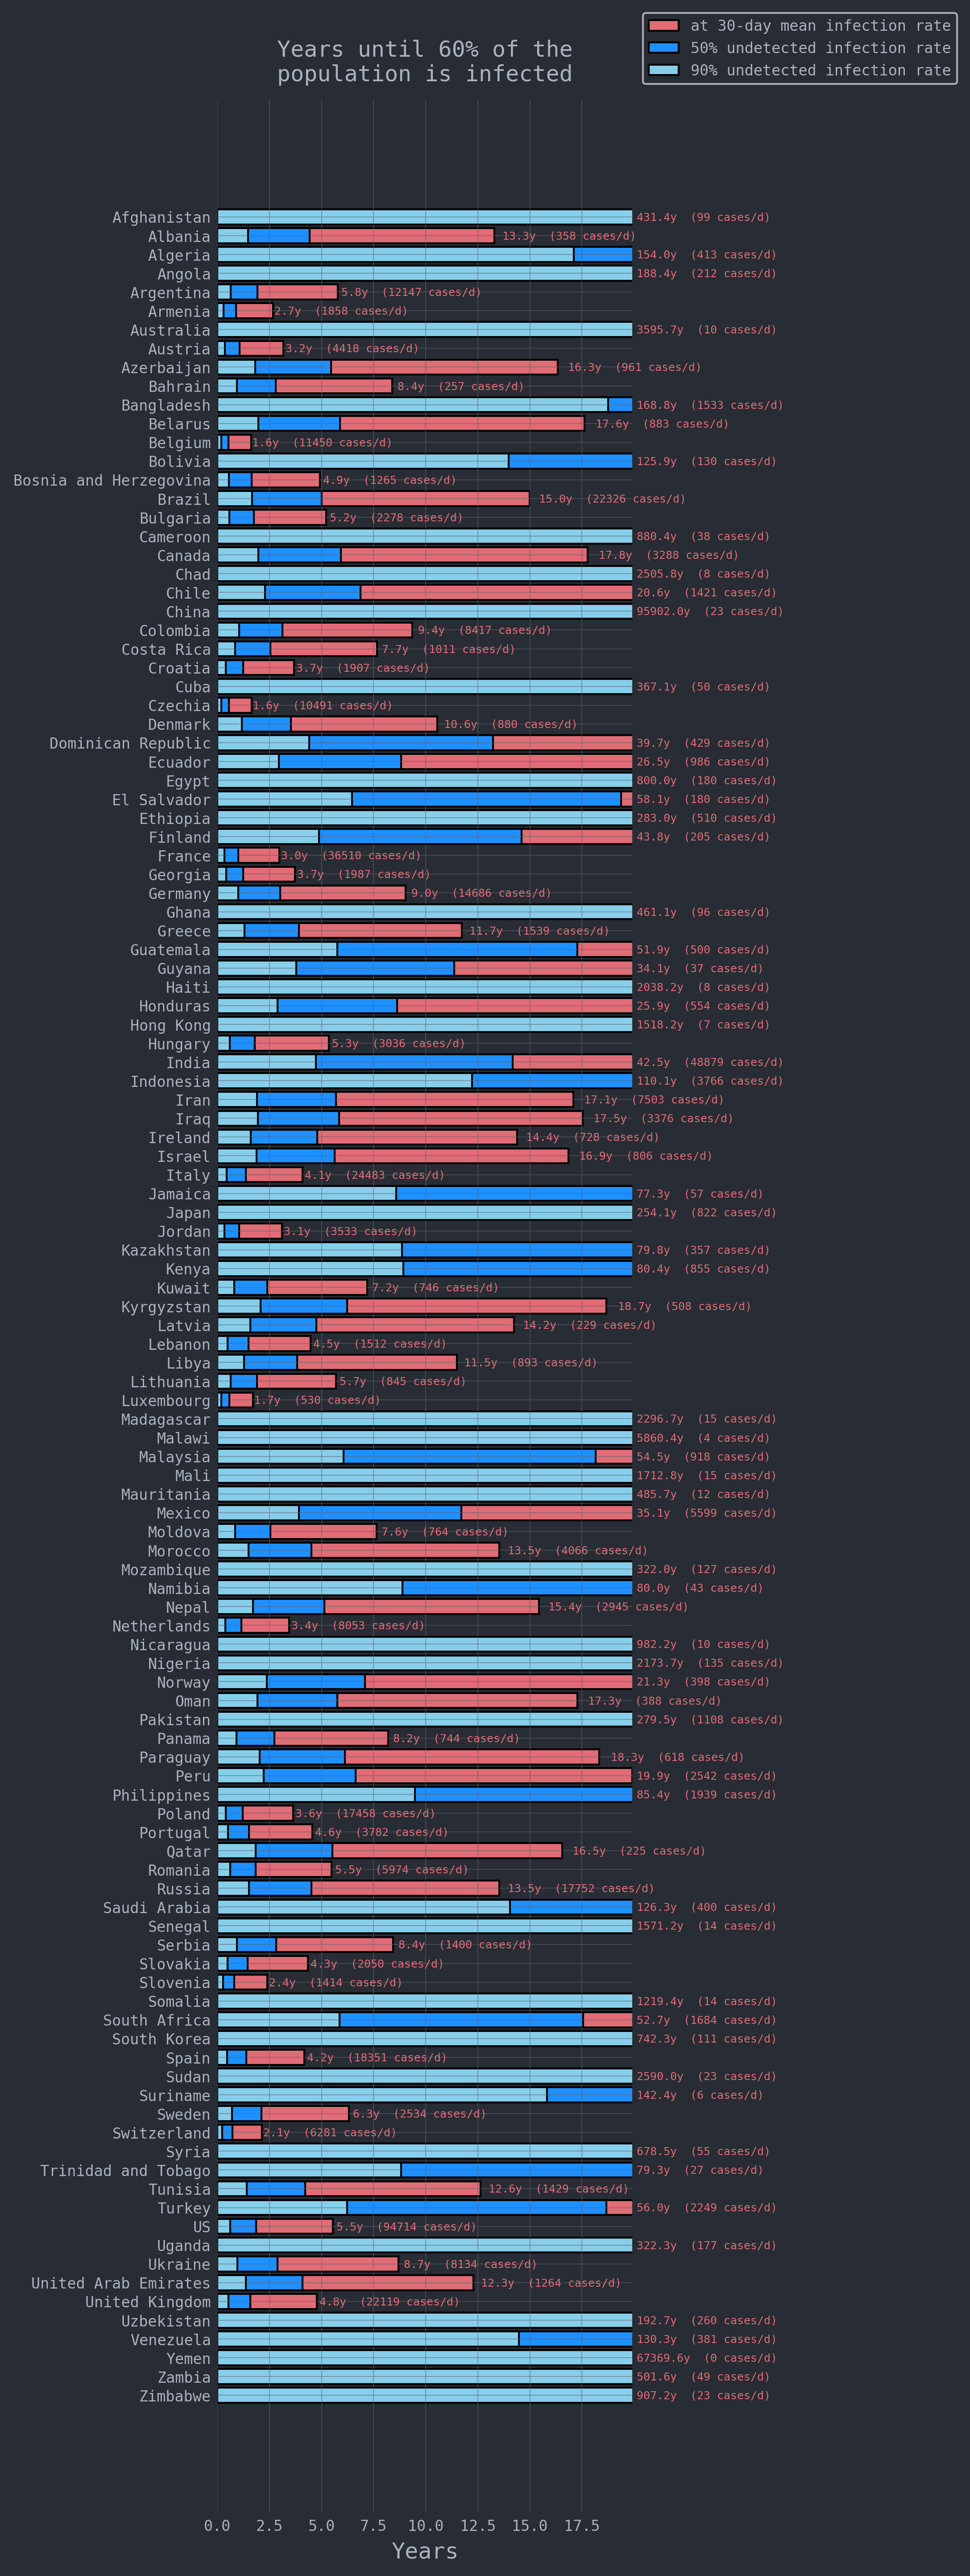 at 30-day mean infection rate
50% undetected infection rate
90% undetected infection rate
Years until 60% of the
population is infected
Afghanistan 431.4y (99 cases/d)
Albania 13.3y (358 cases/d)
Algeria 154.0y (413 cases/d)
Angola 188.4y (212 cases/d)
Argentina 5.8y (12147 cases/d)
Armenia 2.7y (1858 cases/d)
Australia 3595.7y (10 cases/d)
Austria 3.2y (4418 cases/d)
Azerbaijan 16.3y (961 cases/d)
Bahrain 8.4y (257 cases/d)
Bangladesh 168.8y (1533 cases/d)
Belarus 17.6y (883 cases/d)
Belgium 1.6y (11450 cases/d)
Bolivia 125.9y (130 cases/d)
Bosnia and Herzegovina 4.9y (1265 cases/d)
Brazil 15.0y (22326 cases/d)
Bulgaria 5.2y (2278 cases/d)
Cameroon 880.4y (38 cases/d)
Canada 17.8y (3288 cases/d)
Chad 2505.8y (8 cases/d)
Chile 20.6y (1421 cases/d)
China 95902.0y (23 cases/d)
Colombia 9.4y (8417 cases/d)
Costa Rica 7.7y (1011 cases/d)
Croatia 3.7y (1907 cases/d)
Cuba 367.1y (50 cases/d)
Czechia 1.6y (10491 cases/d)
Denmark 10.6y (880 cases/d)
Dominican Republic 39.7y (429 cases/d)
Ecuador 26.5y (986 cases/d)
Egypt 800.0y (180 cases/d)
El Salvador 58.1y (180 cases/d)
Ethiopia 283.0y (510 cases/d)
Finland 43.8y (205 cases/d)
France 3.0y (36510 cases/d)
Georgia 3.7y (1987 cases/d)
Germany 9.0y (14686 cases/d)
Ghana 461.1y (96 cases/d)
Greece 11.7y (1539 cases/d)
Guatemala 51.9y (500 cases/d)
Guyana 34.1y (37 cases/d)
Haiti 2038.2y (8 cases/d)
Honduras 25.9y (554 cases/d)
Hong Kong 1518.2y (7 cases/d)
Hungary 5.3y (3036 cases/d)
India 42.5y (48879 cases/d)
Indonesia 110.1y (3766 cases/d)
Iran 17.1y (7503 cases/d)
Iraq 17.5y (3376 cases/d)
Ireland 14.4y (728 cases/d)
Israel 16.9y (806 cases/d)
Italy 4.1y (24483 cases/d)
Jamaica 77.3y (57 cases/d)
Japan 254.1y (822 cases/d)
Jordan 3.1y (3533 cases/d)
Kazakhstan 79.8y (357 cases/d)
Kenya 80.4y (855 cases/d)
Kuwait 7.2y (746 cases/d)
Kyrgyzstan 18.7y (508 cases/d)
Latvia 14.2y (229 cases/d)
Lebanon 4.5y (1512 cases/d)
Libya 11.5y (893 cases/d)
Lithuania 5.7y (845 cases/d)
Luxembourg 1.7y (530 cases/d)
Madagascar 2296.7y (15 cases/d)
Malawi 5860.4y (4 cases/d)
Malaysia 54.5y (918 cases/d)
Mali 1712.8y (15 cases/d)
Mauritania 485.7y (12 cases/d)
Mexico 35.1y (5599 cases/d)
Moldova 7.6y (764 cases/d)
Morocco 13.5y (4066 cases/d)
Mozambique 322.0y (127 cases/d)
Namibia 80.0y (43 cases/d)
Nepal 15.4y (2945 cases/d)
Netherlands 3.4y (8053 cases/d)
Nicaragua 982.2y (10 cases/d)
Nigeria 2173.7y (135 cases/d)
Norway 21.3y (398 cases/d)
Oman 17.3y (388 cases/d)
Pakistan 279.5y (1108 cases/d)
Panama 8.2y (744 cases/d)
Paraguay 18.3y (618 cases/d)
Peru 19.9y (2542 cases/d)
Philippines 85.4y (1939 cases/d)
Poland 3.6y (17458 cases/d)
Portugal 4.6y (3782 cases/d)
Qatar 16.5y (225 cases/d)
Romania 5.5y (5974 cases/d)
Russia 13.5y (17752 cases/d)
Saudi Arabia 126.3y (400 cases/d)
Senegal 1571.2y (14 cases/d)
Serbia 8.4y (1400 cases/d)
Slovakia 4.3y (2050 cases/d)
Slovenia 2.4y (1414 cases/d)
Somalia 1219.4y (14 cases/d)
South Africa 52.7y (1684 cases/d)
South Korea 742.3y (111 cases/d)
Spain 4.2y (18351 cases/d)
Sudan 2590.0y (23 cases/d)
Suriname 142.4y (6 cases/d)
Sweden 6.3y (2534 cases/d)
Switzerland 2.1y (6281 cases/d)
Syria 678.5y (55 cases/d)
Trinidad and Tobago 79.3y (27 cases/d)
Tunisia 12.6y (1429 cases/d)
Turkey 56.0y (2249 cases/d)
US 5.5y (94714 cases/d)
Uganda 322.3y (177 cases/d)
Ukraine 8.7y (8134 cases/d)
United Arab Emirates 12.3y (1264 cases/d)
United Kingdom 4.8y (22119 cases/d)
Uzbekistan 192.7y (260 cases/d)
Venezuela 130.3y (381 cases/d)
Yemen 67369.6y (0 cases/d)
Zambia 501.6y (49 cases/d)
Zimbabwe 907.2y (23 cases/d)
0.0 2.5 5.0 7.5 10.0 12.5 15.0 17.5
Years